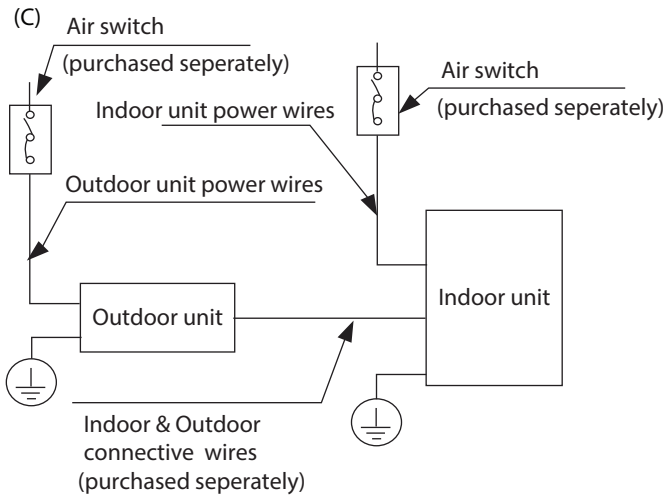 (C)
Air switch
(purchased seperately)
Air switch
(purchased seperately)
Indoor unit power wires
Outdoor unit power wires
Outdoor unit
Indoor unit
Indoor & Outdoor
connective wires
(purchased seperately)